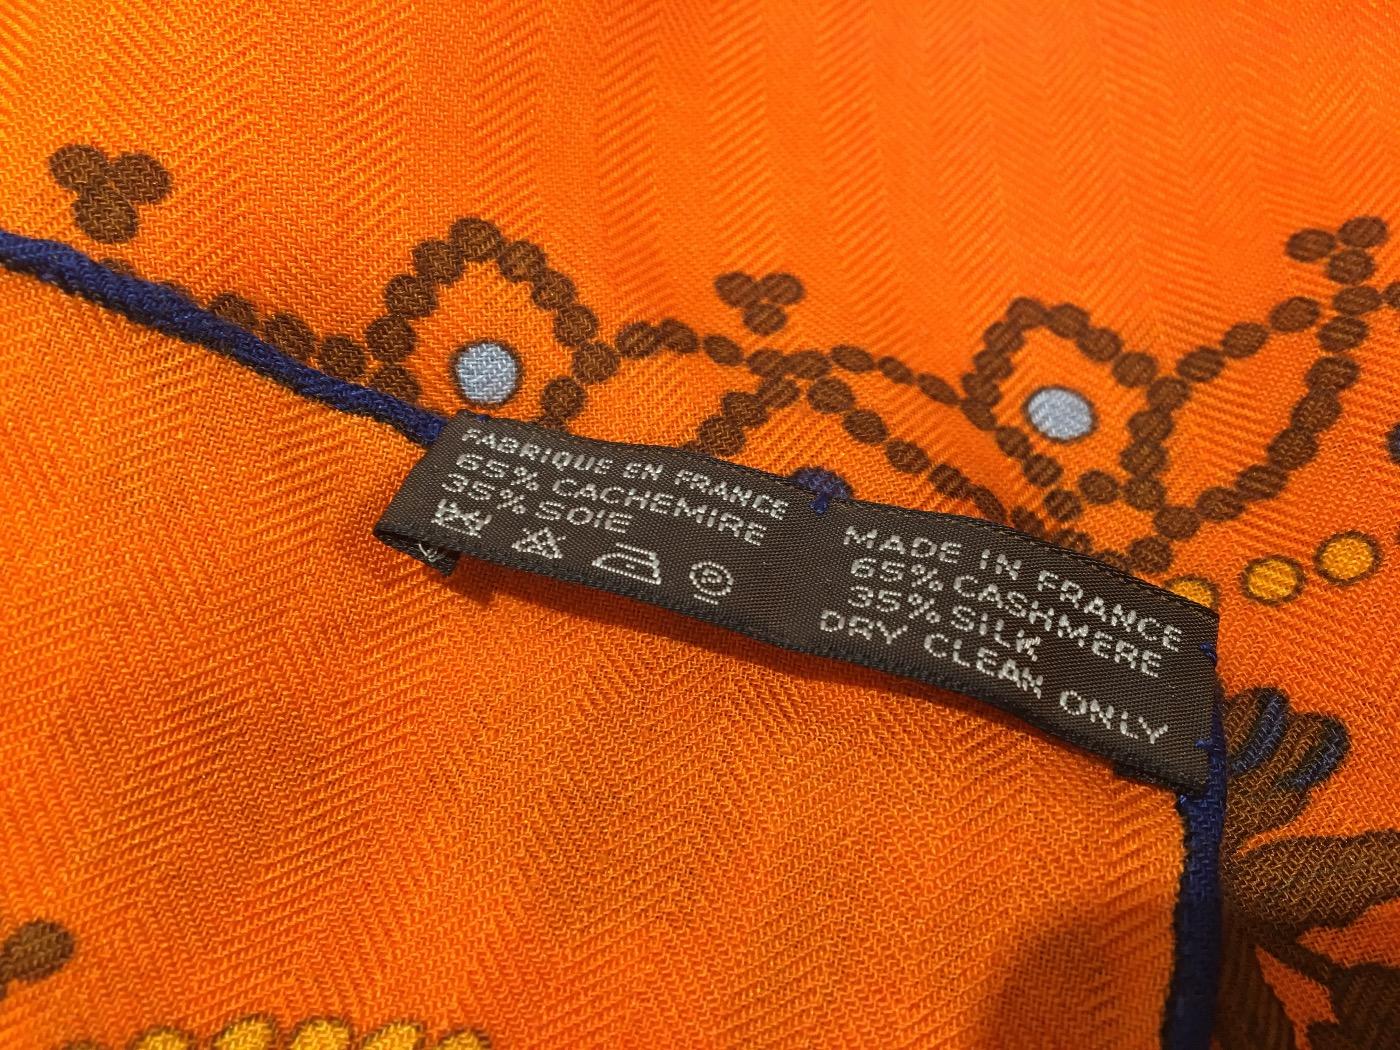 FABRIQUE EN FRANCE
65% CACHEMIRE
35% SOIE
P
MADE IN FRANCE
65% CASHMERE
35% SILK
DRY CLEAN ONLY